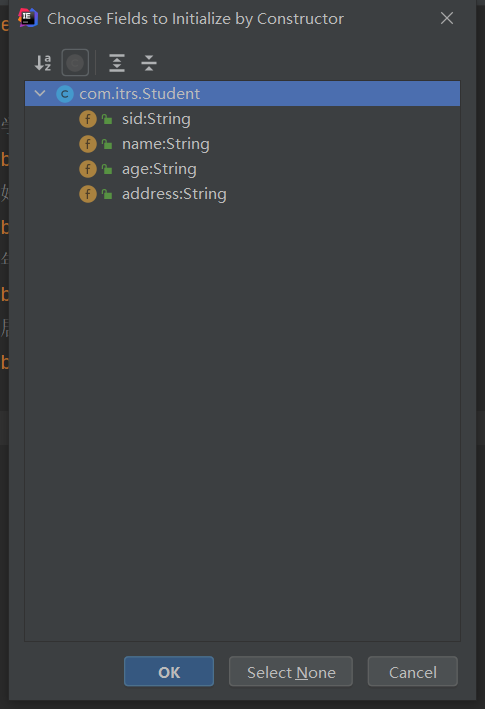 Choose Fields to Initialize by Constructor
com.itrs.Student
sid:String
name:String
age:String
address:String
OK
Select None
Cancel